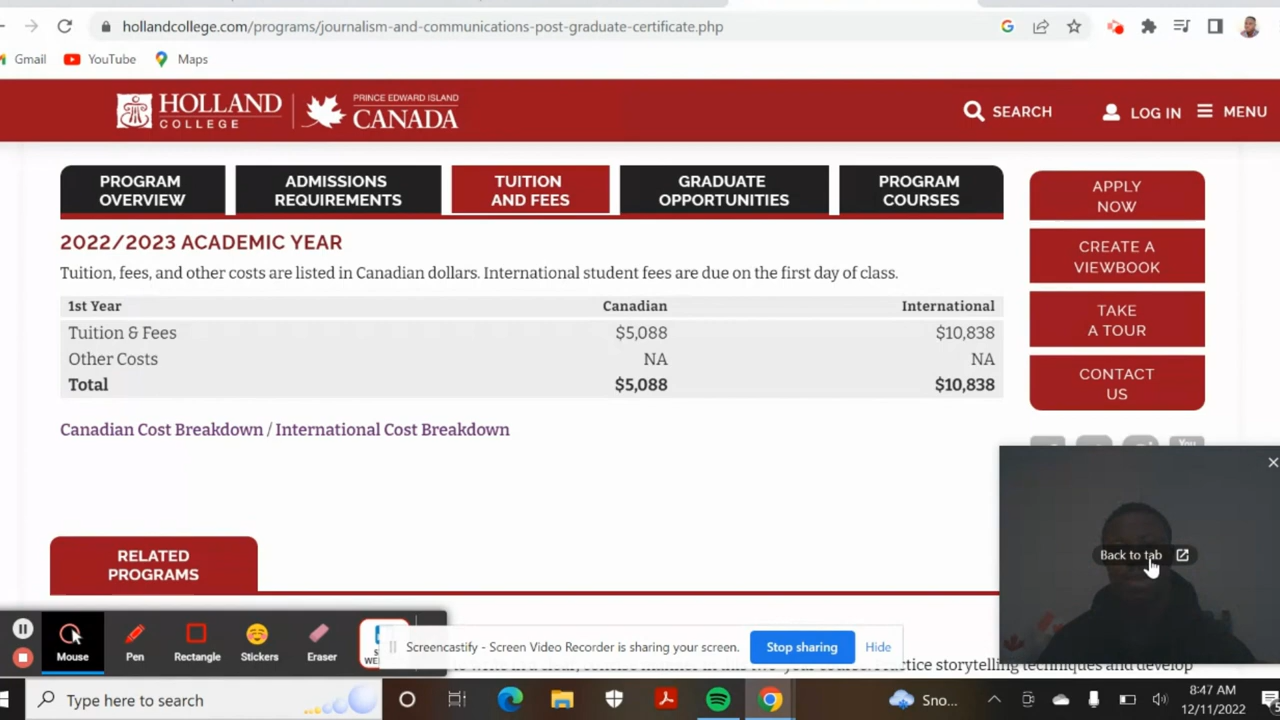 hollandcollege.com/programs/journalism-and-communications-post-graduate-certificate.php
Gmail YouTube Maps
HOLLAND COLLEGE PRINCE EDWARD ISLAND CANADA
SEARCH LOG IN MENU
PROGRAM OVERVIEW
ADMISSIONS REQUIREMENTS
TUITION AND FEES
GRADUATE OPPORTUNITIES
PROGRAM COURSES
APPLY NOW
CREATE A VIEWBOOK
TAKE A TOUR
CONTACT US
2022/2023 ACADEMIC YEAR
Tuition, fees, and other costs are listed in Canadian dollars. International student fees are due on the first day of class.
1st Year Canadian International
Tuition & Fees $5,088 $10,838
Other Costs NA NA
Total $5,088 $10,838
Canadian Cost Breakdown / International Cost Breakdown
You
Back to tab
RELATED PROGRAMS
Mouse Pen Rectangle Stickers Eraser
Screencastify - Screen Video Recorder is sharing your screen. Stop sharing Hide
techniques and develop
Type here to search
Sno...
8:47 AM
12/11/2022